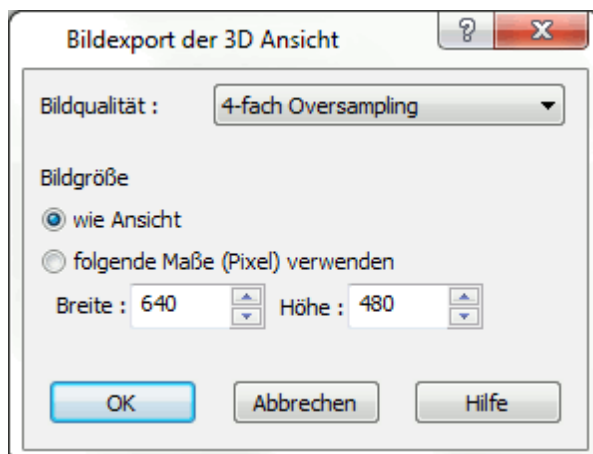 Bildexport der 3D Ansicht
Bildqualität : 4-fach Oversampling
Bildgröße
wie Ansicht
folgende Maße (Pixel) verwenden
Breite : 640 Höhe : 480
OK Abbrechen Hilfe